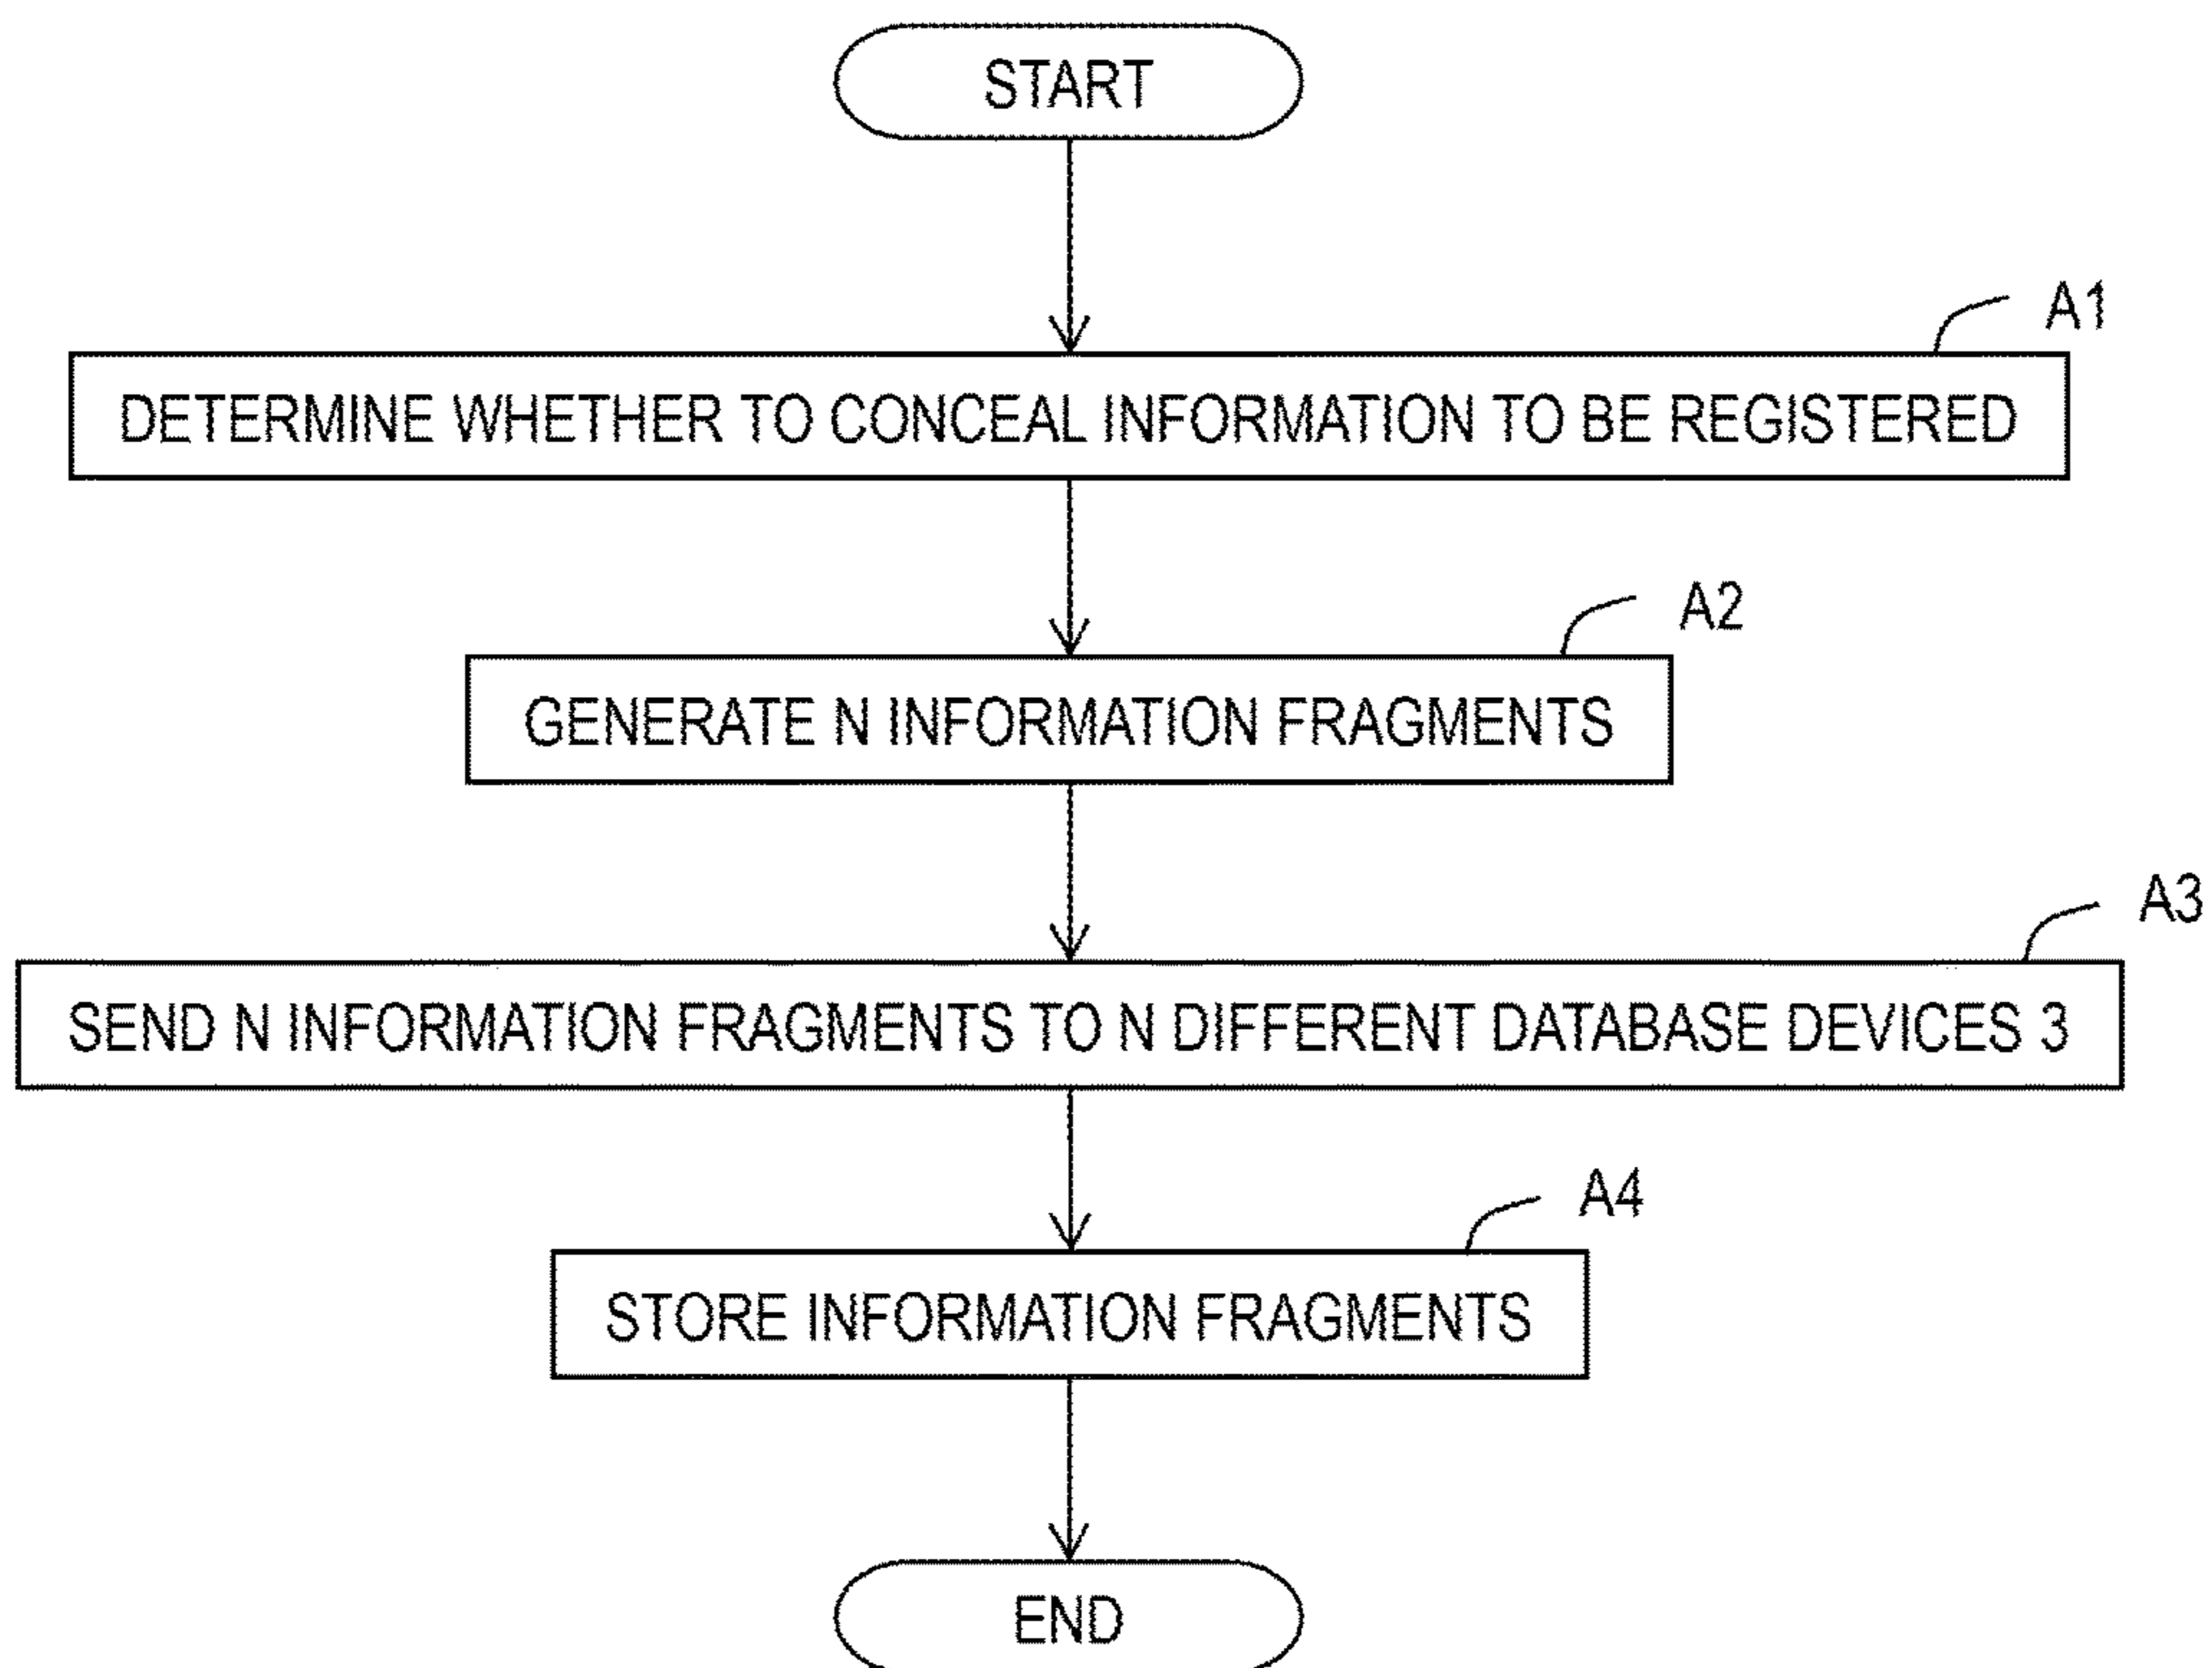 START
A1
DETERMINE WHETHER TO CONCEAL INFORMATION TO BE REGISTERED
A2
GENERATE N INFORMATION FRAGMENTS
A3
SEND N INFORMATION FRAGMENTS TO N DIFFERENT DATABASE DEVICES 3
A4
STORE INFORMATION FRAGMENTS
END